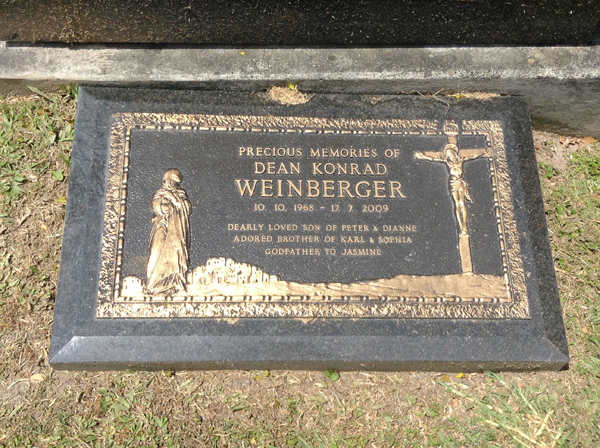 PRECIOUS MEMORIES OF
DEAN KONRAD
WEINBERGER
10. 10. 1968 - 17. 7. 2009
DEARLY LOVED SON OF PETER & DIANNE
ADORED BROTHER OF KARL & SOPHIA
GODFATHER TO JASMINE